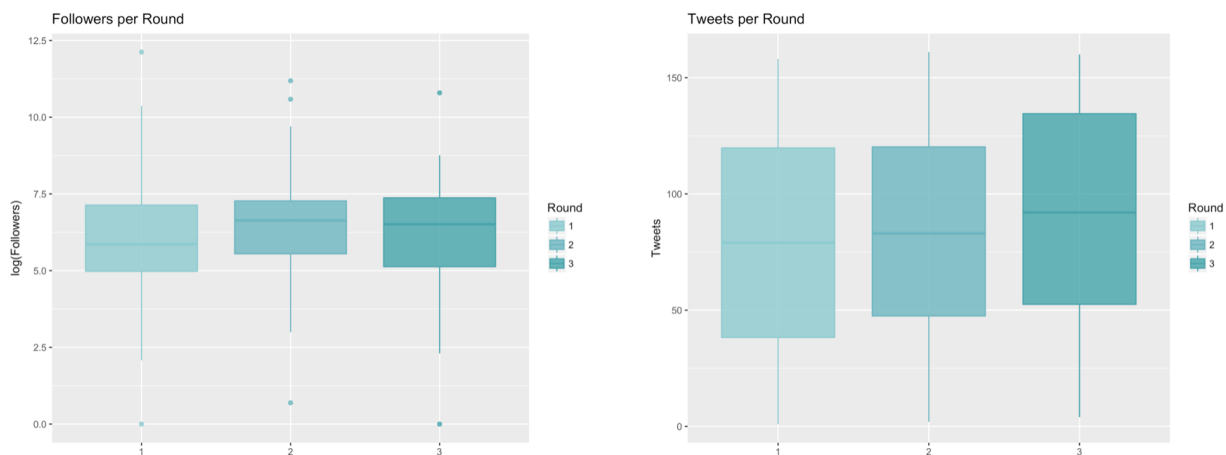 Followers per Round
12.5
10.0
7.5
5.0
2.5
0.0
log(Followers)
1 2 3
Round
1
2
3
Tweets per Round
150
100
50
0
Tweets
1 2 3
Round
1
2
3